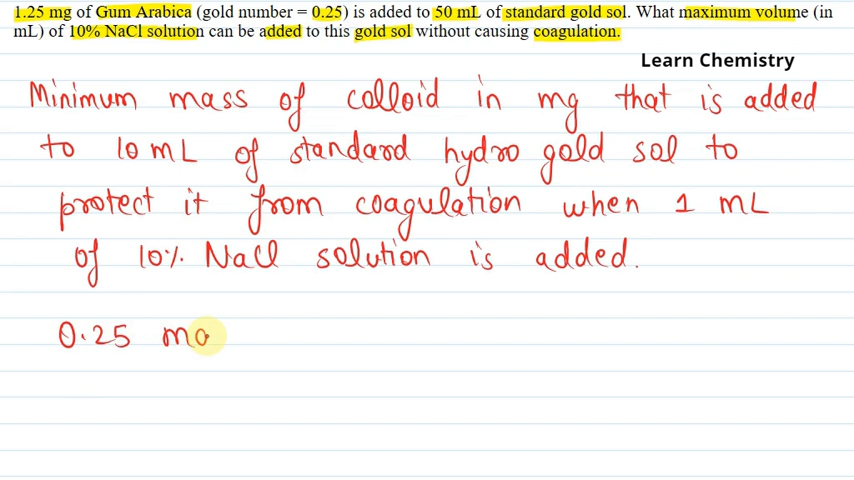 1.25 mg of Gum Arabica (gold number = 0.25) is added to 50 mL of standard gold sol. What maximum volume (in
mL) of 10% NaCl solution can be added to this gold sol without causing coagulation.
Learn Chemistry
Minimum mass of colloid in mg that is added
to 10 mL of standard hydro gold sol to
protect it from coagulation when 1 mL
of 10% NaCl solution is added.
0.25 ma